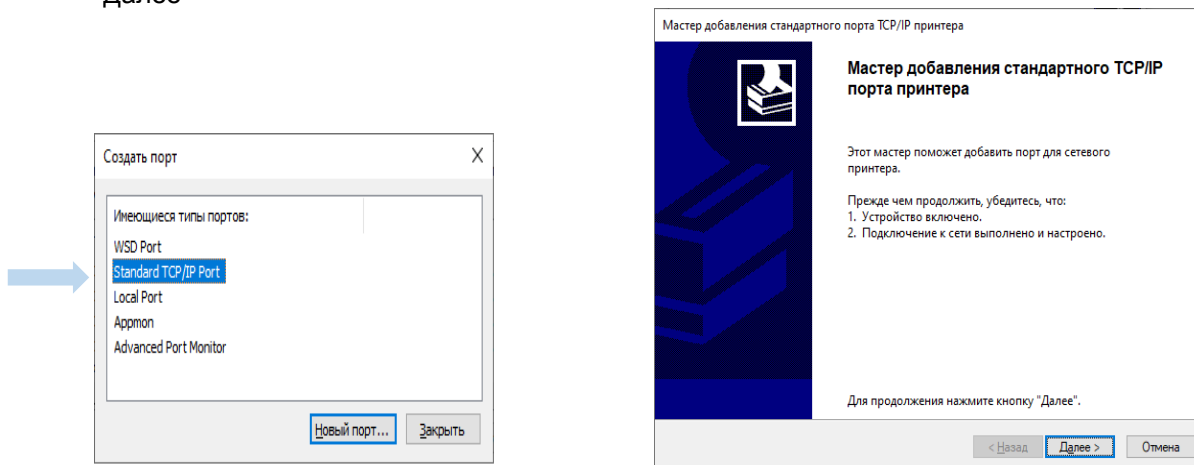 Далее
Создать порт X
Имеющиеся типы портов:
WSD Port
Standard TCP/IP Port
Local Port
Appmon
Advanced Port Monitor
Новый порт... Закрыть
Мастер добавления стандартного порта TCP/IP принтера
Мастер добавления стандартного TCP/IP
порта принтера
Этот мастер поможет добавить порт для сетевого
принтера.
Прежде чем продолжить, убедитесь, что:
1. Устройство включено.
2. Подключение к сети выполнено и настроено.
Для продолжения нажмите кнопку "Далее".
< Назад Далее > Отмена